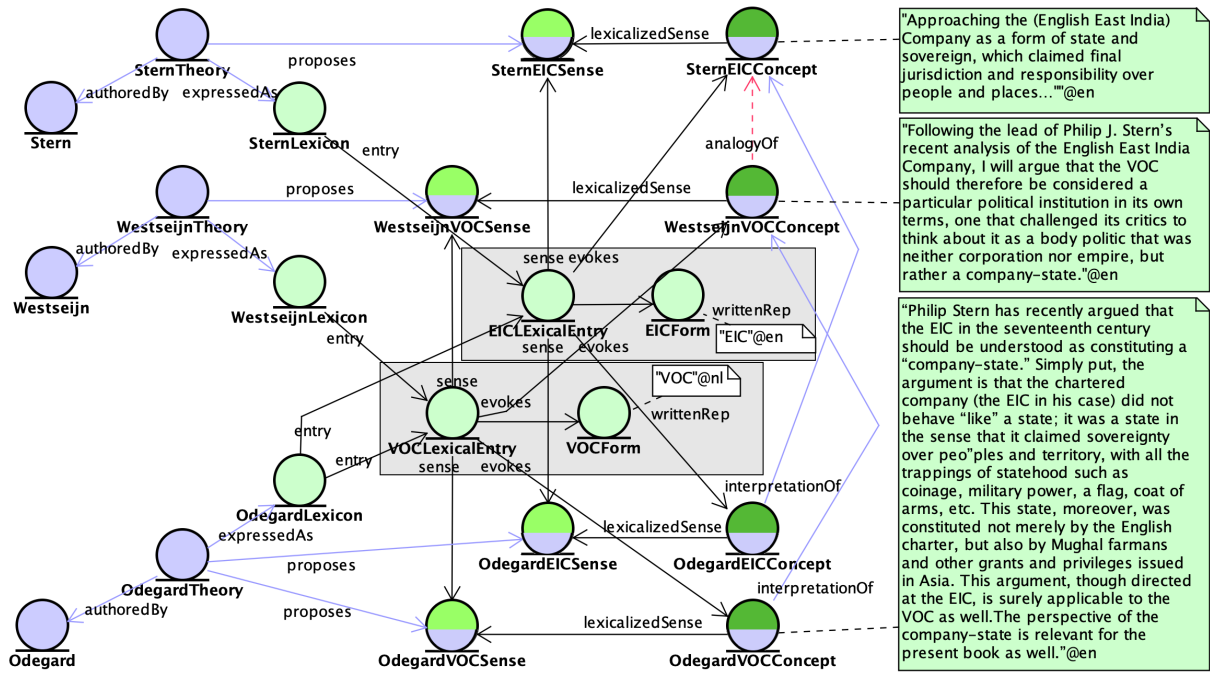 SternTheory
proposes
SternEICSense
lexicalizedSense
SternEICConcept
authoredBy
expressedAs
Stern
SternLexicon
entry
analogyOf
WestseijnTheory
proposes
WestseijnVOCSense
lexicalizedSense
WestseijnVOCConcept
authoredBy
expressedAs
Westseijn
WestseijnLexicon
entry
sense evokes
EICLexicalEntry
EICForm
writtenRep
"EIC"@en
sense
evokes
"VOC"@nl
sense
evokes
writtenRep
VOCLexicalEntry
VOCForm
sense
evokes
entry
entry
OdegardLexicon
expressedAs
interpretationOf
lexicalizedSense
OdegardEICSense
OdegardEICConcept
OdegardTheory
proposes
interpretationOf
authoredBy
proposes
lexicalizedSense
Odegard
OdegardVOCSense
OdegardVOCConcept
"Approaching the (English East India)
Company as a form of state and
sovereign, which claimed final
jurisdiction and responsibility over
people and places...""@en
"Following the lead of Philip J. Stern's
recent analysis of the English East India
Company, I will argue that the VOC
should therefore be considered a
particular political institution in its own
terms, one that challenged its critics to
think about it as a body politic that was
neither corporation nor empire, but
rather a company-state."@en
"Philip Stern has recently argued that
the EIC in the seventeenth century
should be understood as constituting a
“company-state.” Simply put, the
argument is that the chartered
company (the EIC in his case) did not
behave “like” a state; it was a state in
the sense that it claimed sovereignty
over peo”ples and territory, with all the
trappings of statehood such as
coinage, military power, a flag, coat of
arms, etc. This state, moreover, was
constituted not merely by the English
charter, but also by Mughal farmans
and other grants and privileges issued
in Asia. This argument, though directed
at the EIC, is surely applicable to the
VOC as well.The perspective of the
company-state is relevant for the
present book as well.”@en